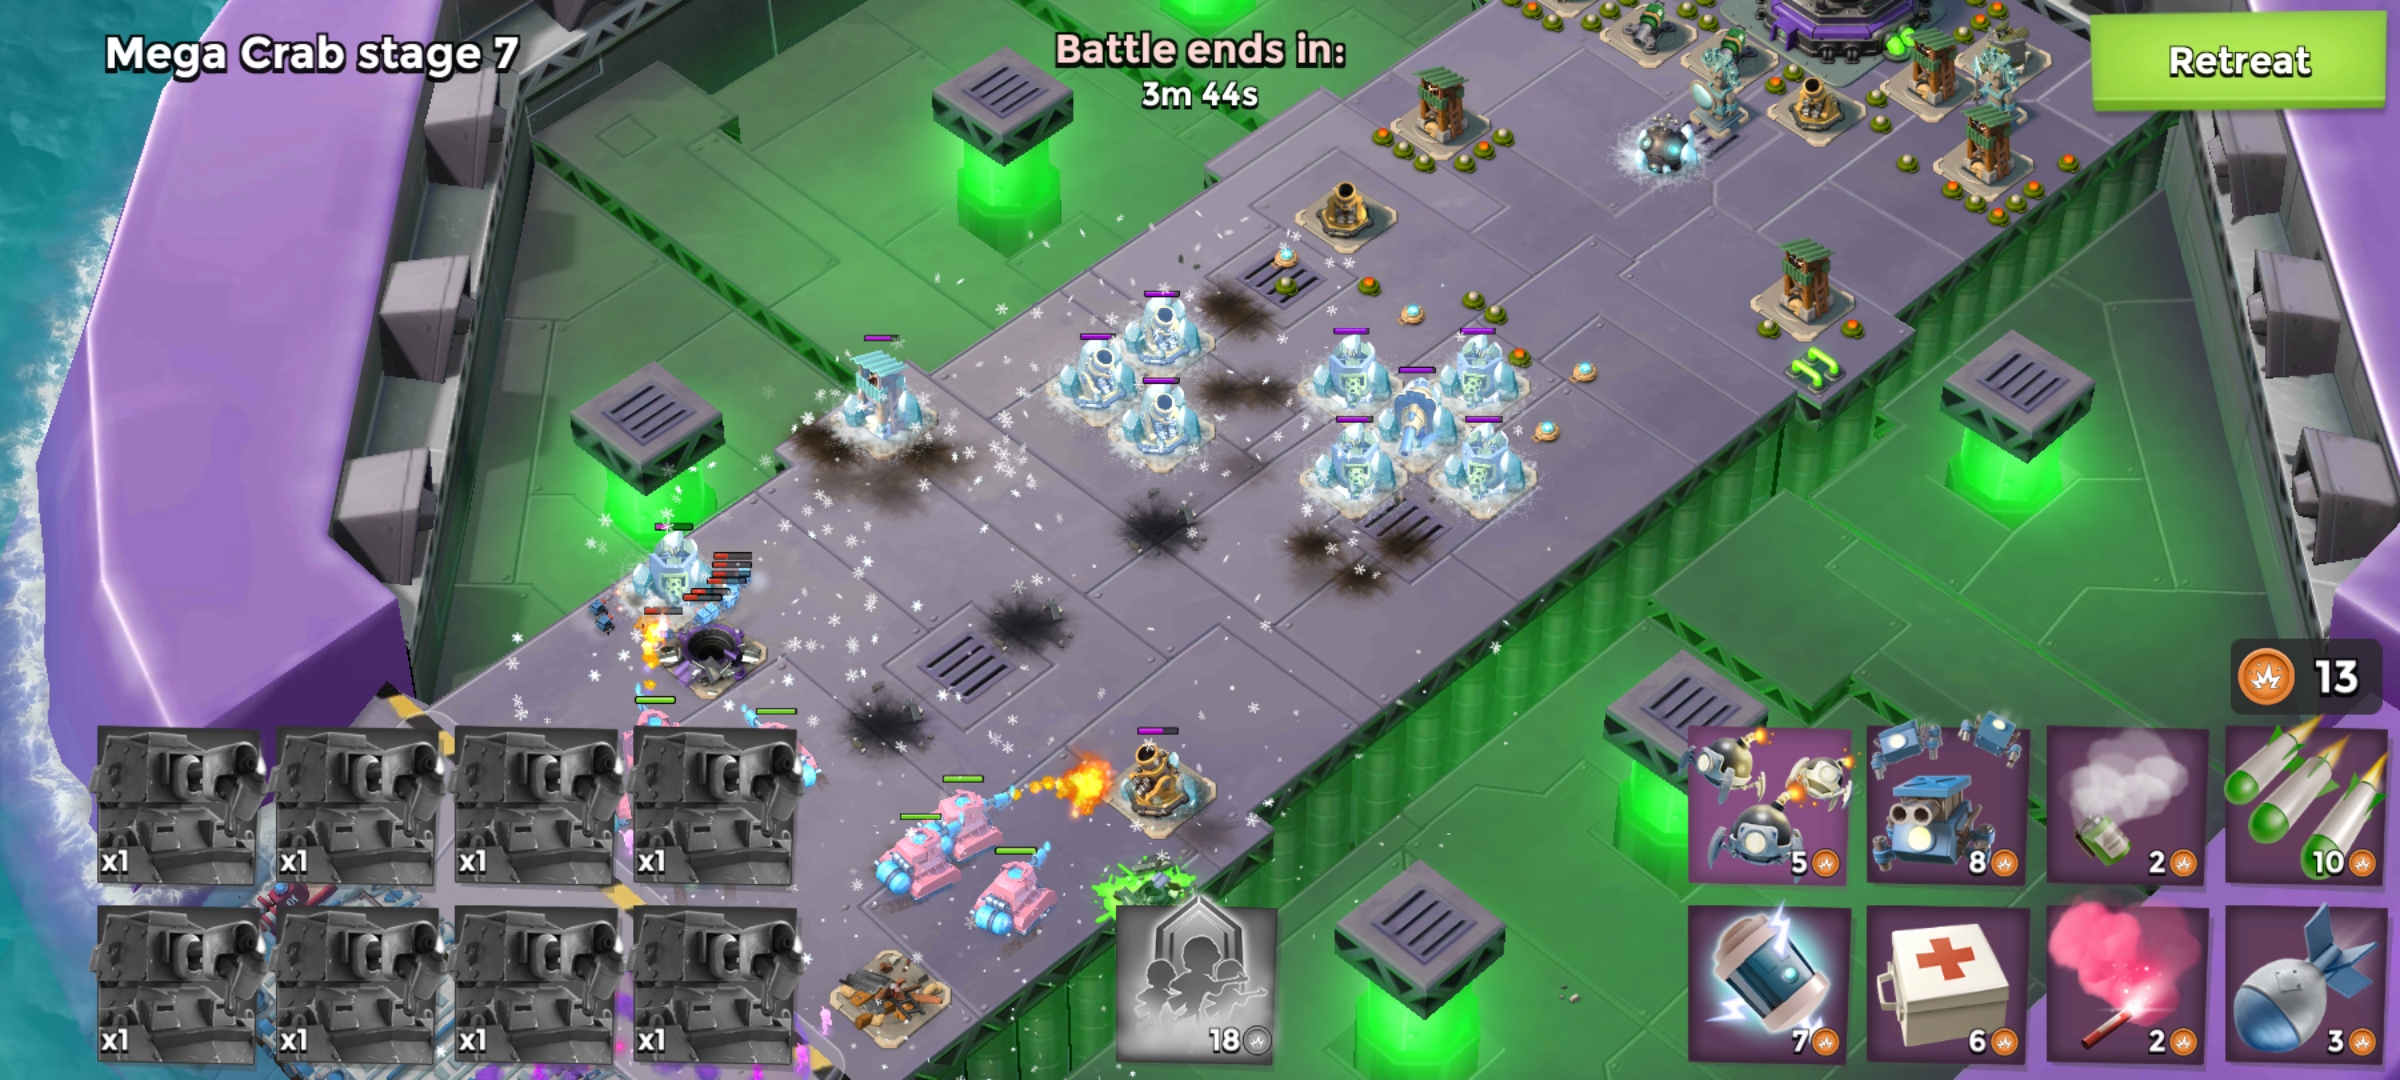 Mega Crab stage 7
Battle ends in:
3m 44s
Retreat
13
x1
x1
x1
x1
5
8
2
10
x1
x1
x1
x1
18
7
6
2
3